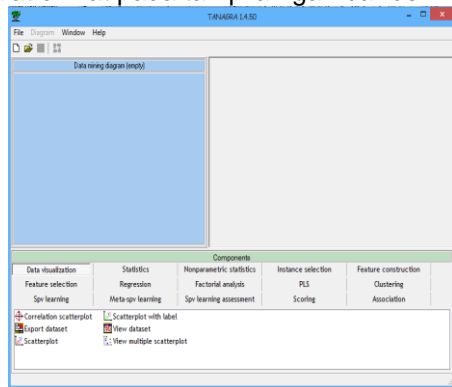 TANAGRA 1.4.50
File Diagram Window Help
Data mining diagram (empty)
Components
Data visualization Statistics Nonparametric statistics Instance selection Feature construction
Feature selection Regression Factorial analysis PLS Clustering
Spv learning Meta-spv learning Spv learning assessment Scoring Association
Correlation scatterplot Scatterplot with label
Export dataset View dataset
Scatterplot View multiple scatterplot